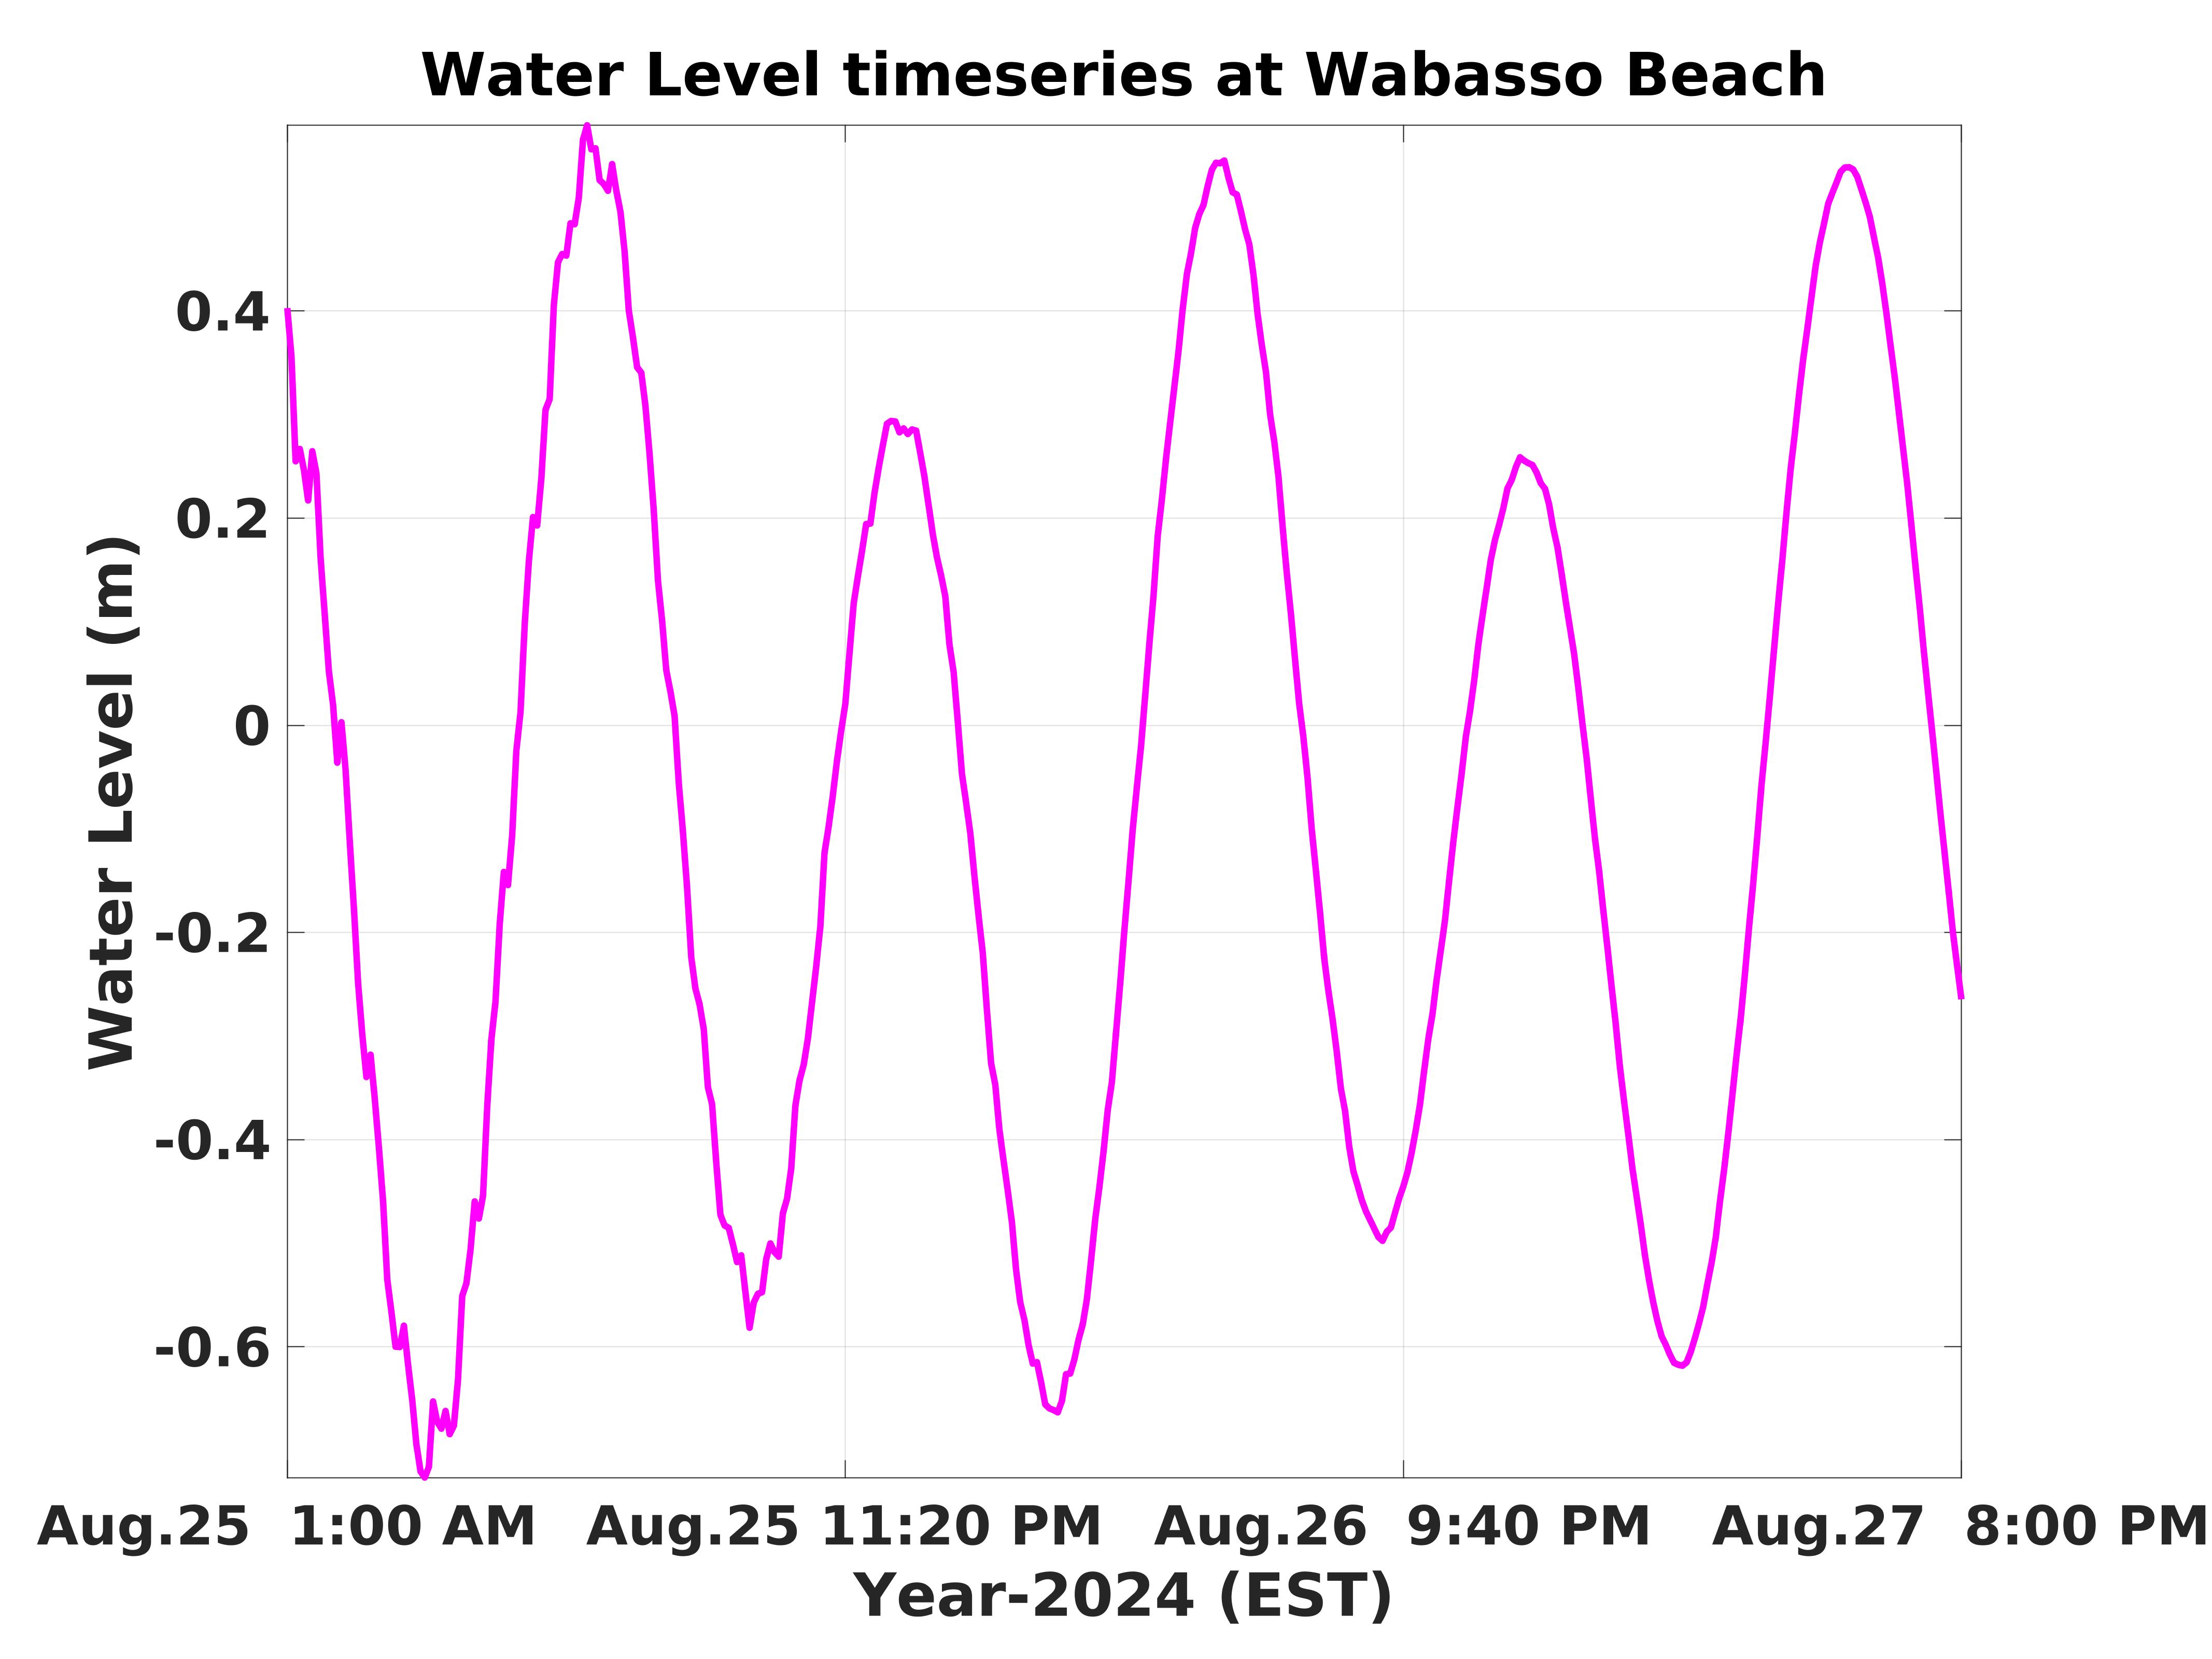 Water Level timeseries at Wabasso Beach
Water Level (m)
0.4
0.2
0
-0.2
-0.4
-0.6
Aug.25  1:00 AM Aug.25 11:20 PM Aug.26  9:40 PM Aug.27  8:00 PM
Year-2024 (EST)